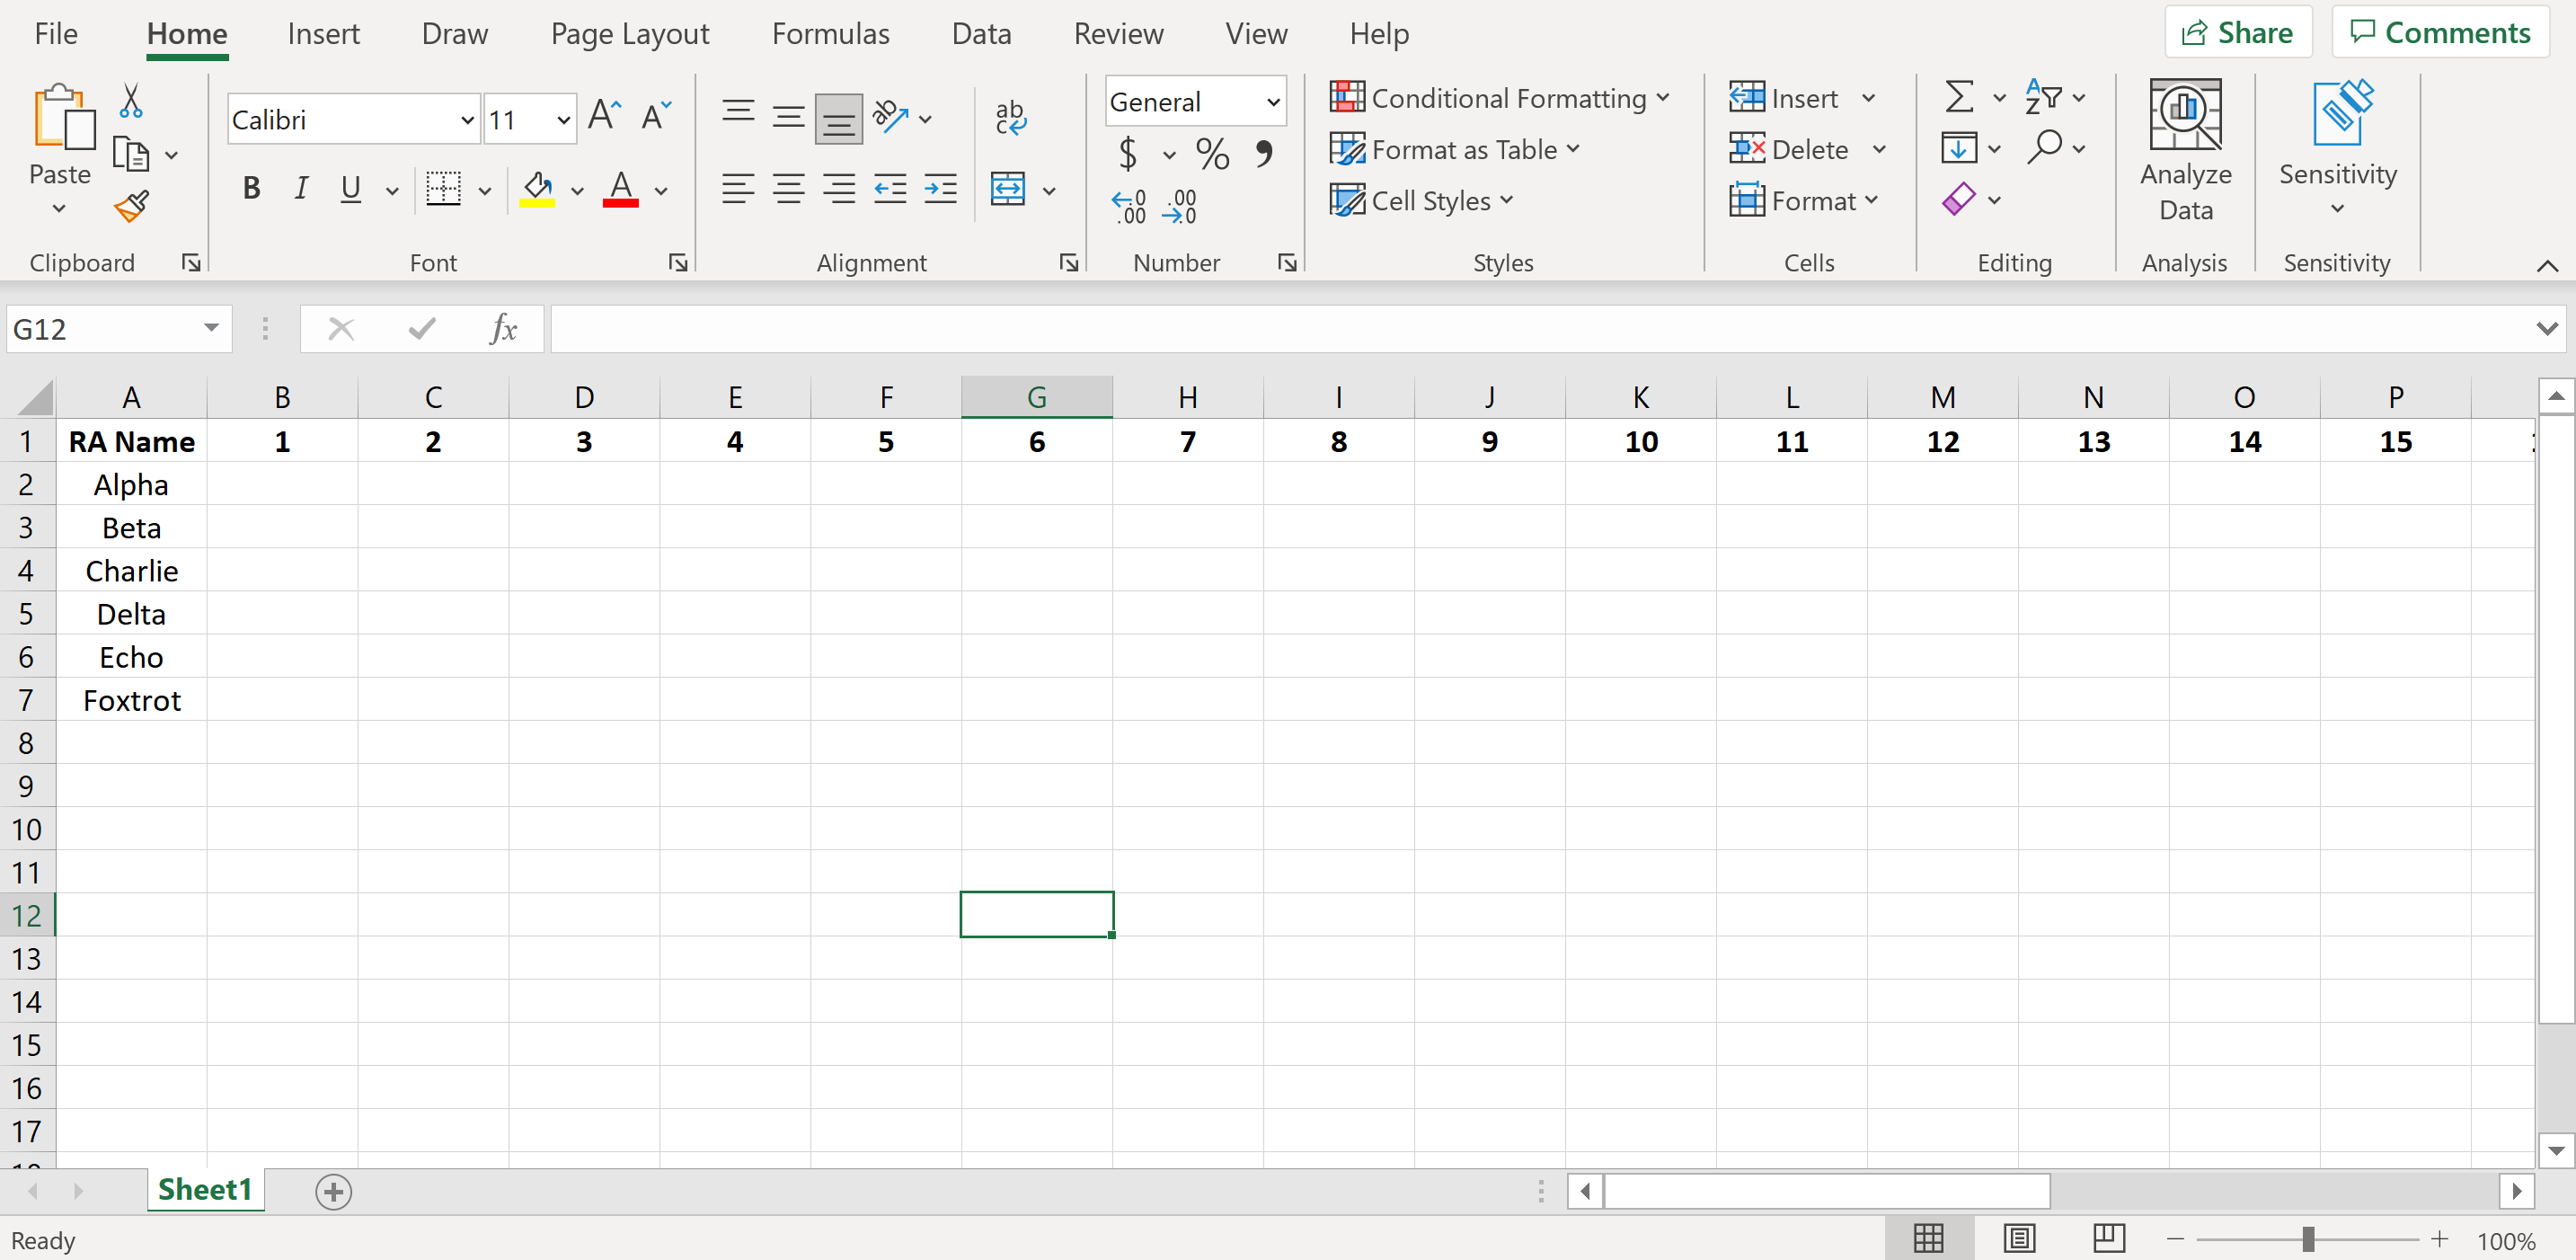 File Home Insert Draw Page Layout Formulas Data Review View Help Share Comments
Calibri 11 General Conditional Formatting Insert
Paste Format as Table Delete Analyze Data Sensitivity
B I U Cell Styles Format
Clipboard Font Alignment Number Styles Cells Editing Analysis Sensitivity
G12 fx
A B C D E F G H I J K L M N O P
1 RA Name 1 2 3 4 5 6 7 8 9 10 11 12 13 14 15
2 Alpha
3 Beta
4 Charlie
5 Delta
6 Echo
7 Foxtrot
8
9
10
11
12
13
14
15
16
17
Sheet1
Ready 100%